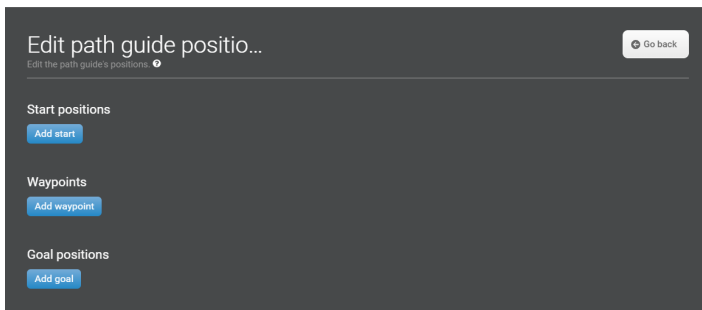 Edit path guide positio...
Go back
Edit the path guide's positions. ?
Start positions
Add start
Waypoints
Add waypoint
Goal positions
Add goal